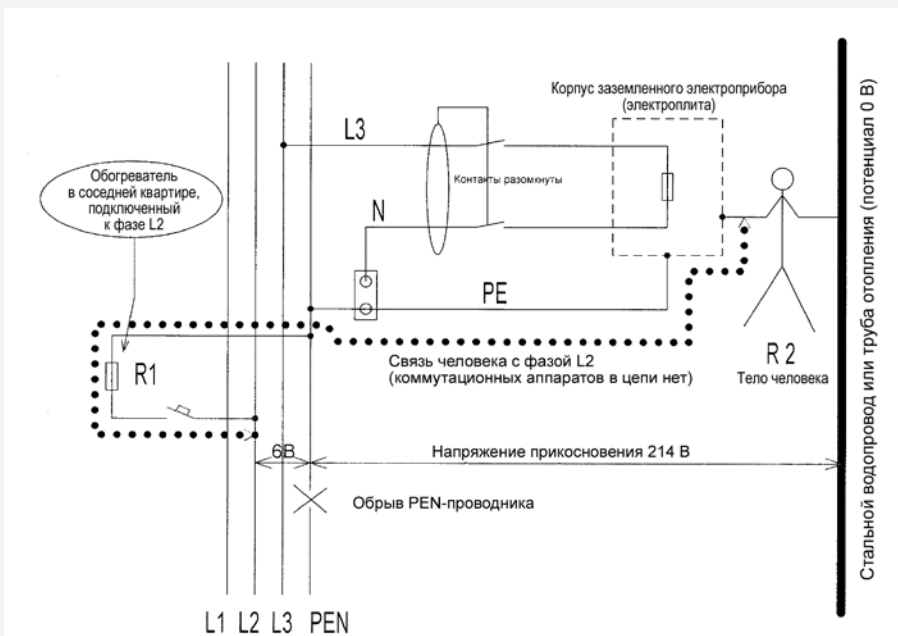 Корпус заземленного электроприбора
(электроплита)
L3
Контакты разомкнуты
Обогреватель
в соседней квартире,
подключенный
к фазе L2
N
PE
Связь человека с фазой L2
(коммутационных аппаратов в цепи нет)
R1
R 2
Тело человека
6В
Напряжение прикосновения 214 В
Обрыв PEN-проводника
L1 L2 L3 PEN
Стальной водопровод или труба отопления (потенциал 0 В)